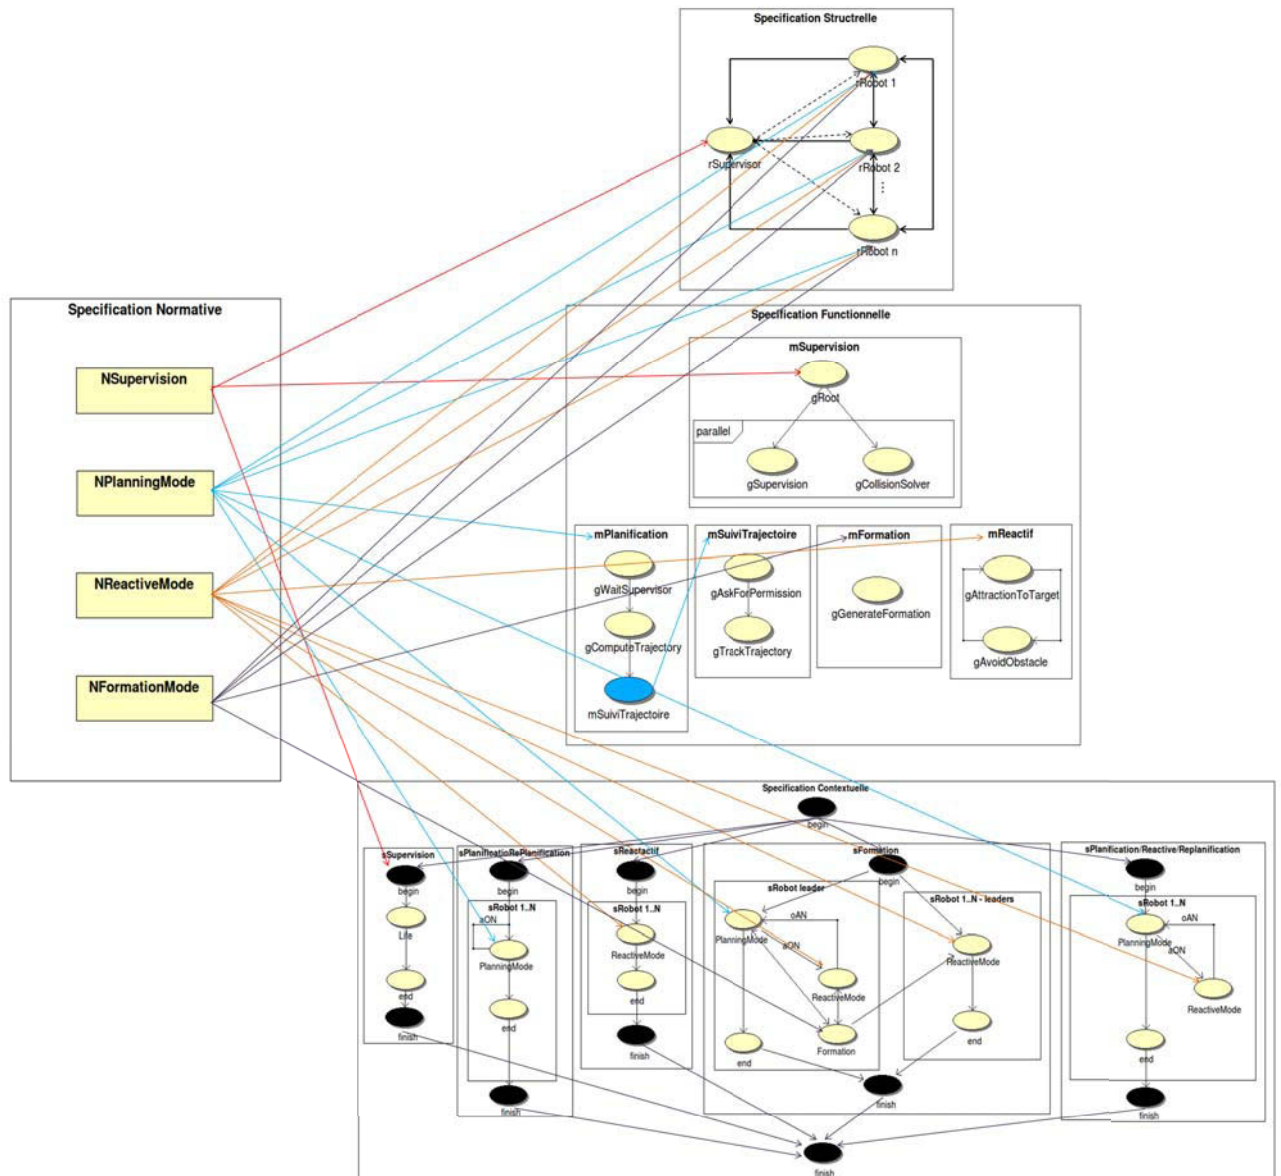 Specification Structrelle
rRobot 1
rSupervisor
rRobot 2
rRobot n
Specification Normative
NSupervision
NPlanningMode
NReactiveMode
NFormationMode
Specification Functionnelle
mSupervision
gRoot
parallel
gSupervision
gCollisionSolver
mPlanification
gWaitSupervisor
gComputeTrajectory
mSuiviTrajectoire
mSuiviTrajectoire
gAskForPermission
gTrackTrajectory
mFormation
gGenerateFormation
mReactif
gAttractionToTarget
gAvoidObstacle
Specification Contextuelle
begin
sSupervision
begin
Life
end
finish
sPlanificatioRePlanification
begin
sRobot 1..N
aON
PlanningMode
end
finish
sReactactif
begin
sRobot 1..N
ReactiveMode
end
finish
sFormation
begin
sRobot leader
PlanningMode
oAN
aON
ReactiveMode
Formation
end
sRobot 1..N - leaders
ReactiveMode
end
finish
sPlanification/Reactive/Replanification
begin
sRobot 1..N
oAN
PlanningMode
aON
ReactiveMode
end
finish
finish